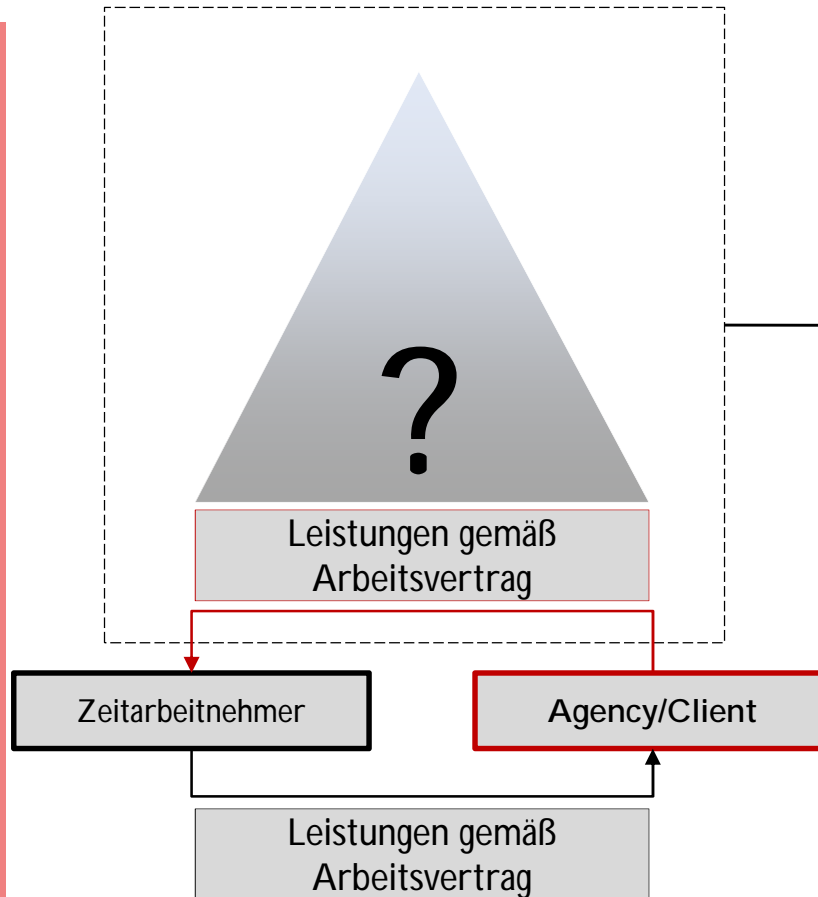 ?
Leistungen gemäß
Arbeitsvertrag
Zeitarbeitnehmer
Agency/Client
Leistungen gemäß
Arbeitsvertrag